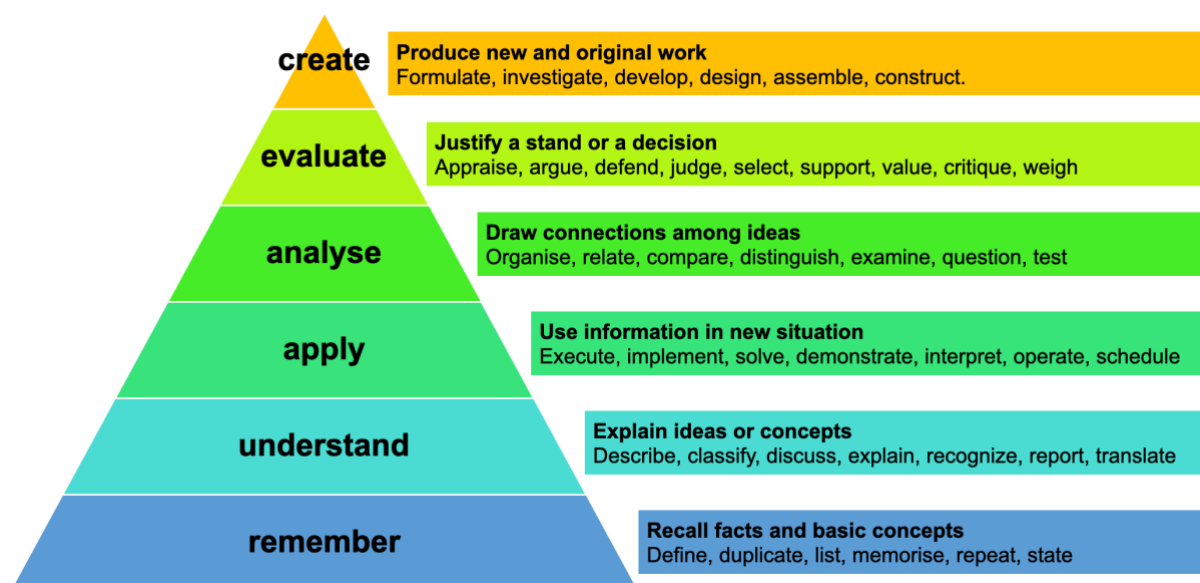 create
Produce new and original work
Formulate, investigate, develop, design, assemble, construct.
evaluate
Justify a stand or a decision
Appraise, argue, defend, judge, select, support, value, critique, weigh
analyse
Draw connections among ideas
Organise, relate, compare, distinguish, examine, question, test
apply
Use information in new situation
Execute, implement, solve, demonstrate, interpret, operate, schedule
understand
Explain ideas or concepts
Describe, classify, discuss, explain, recognize, report, translate
remember
Recall facts and basic concepts
Define, duplicate, list, memorise, repeat, state